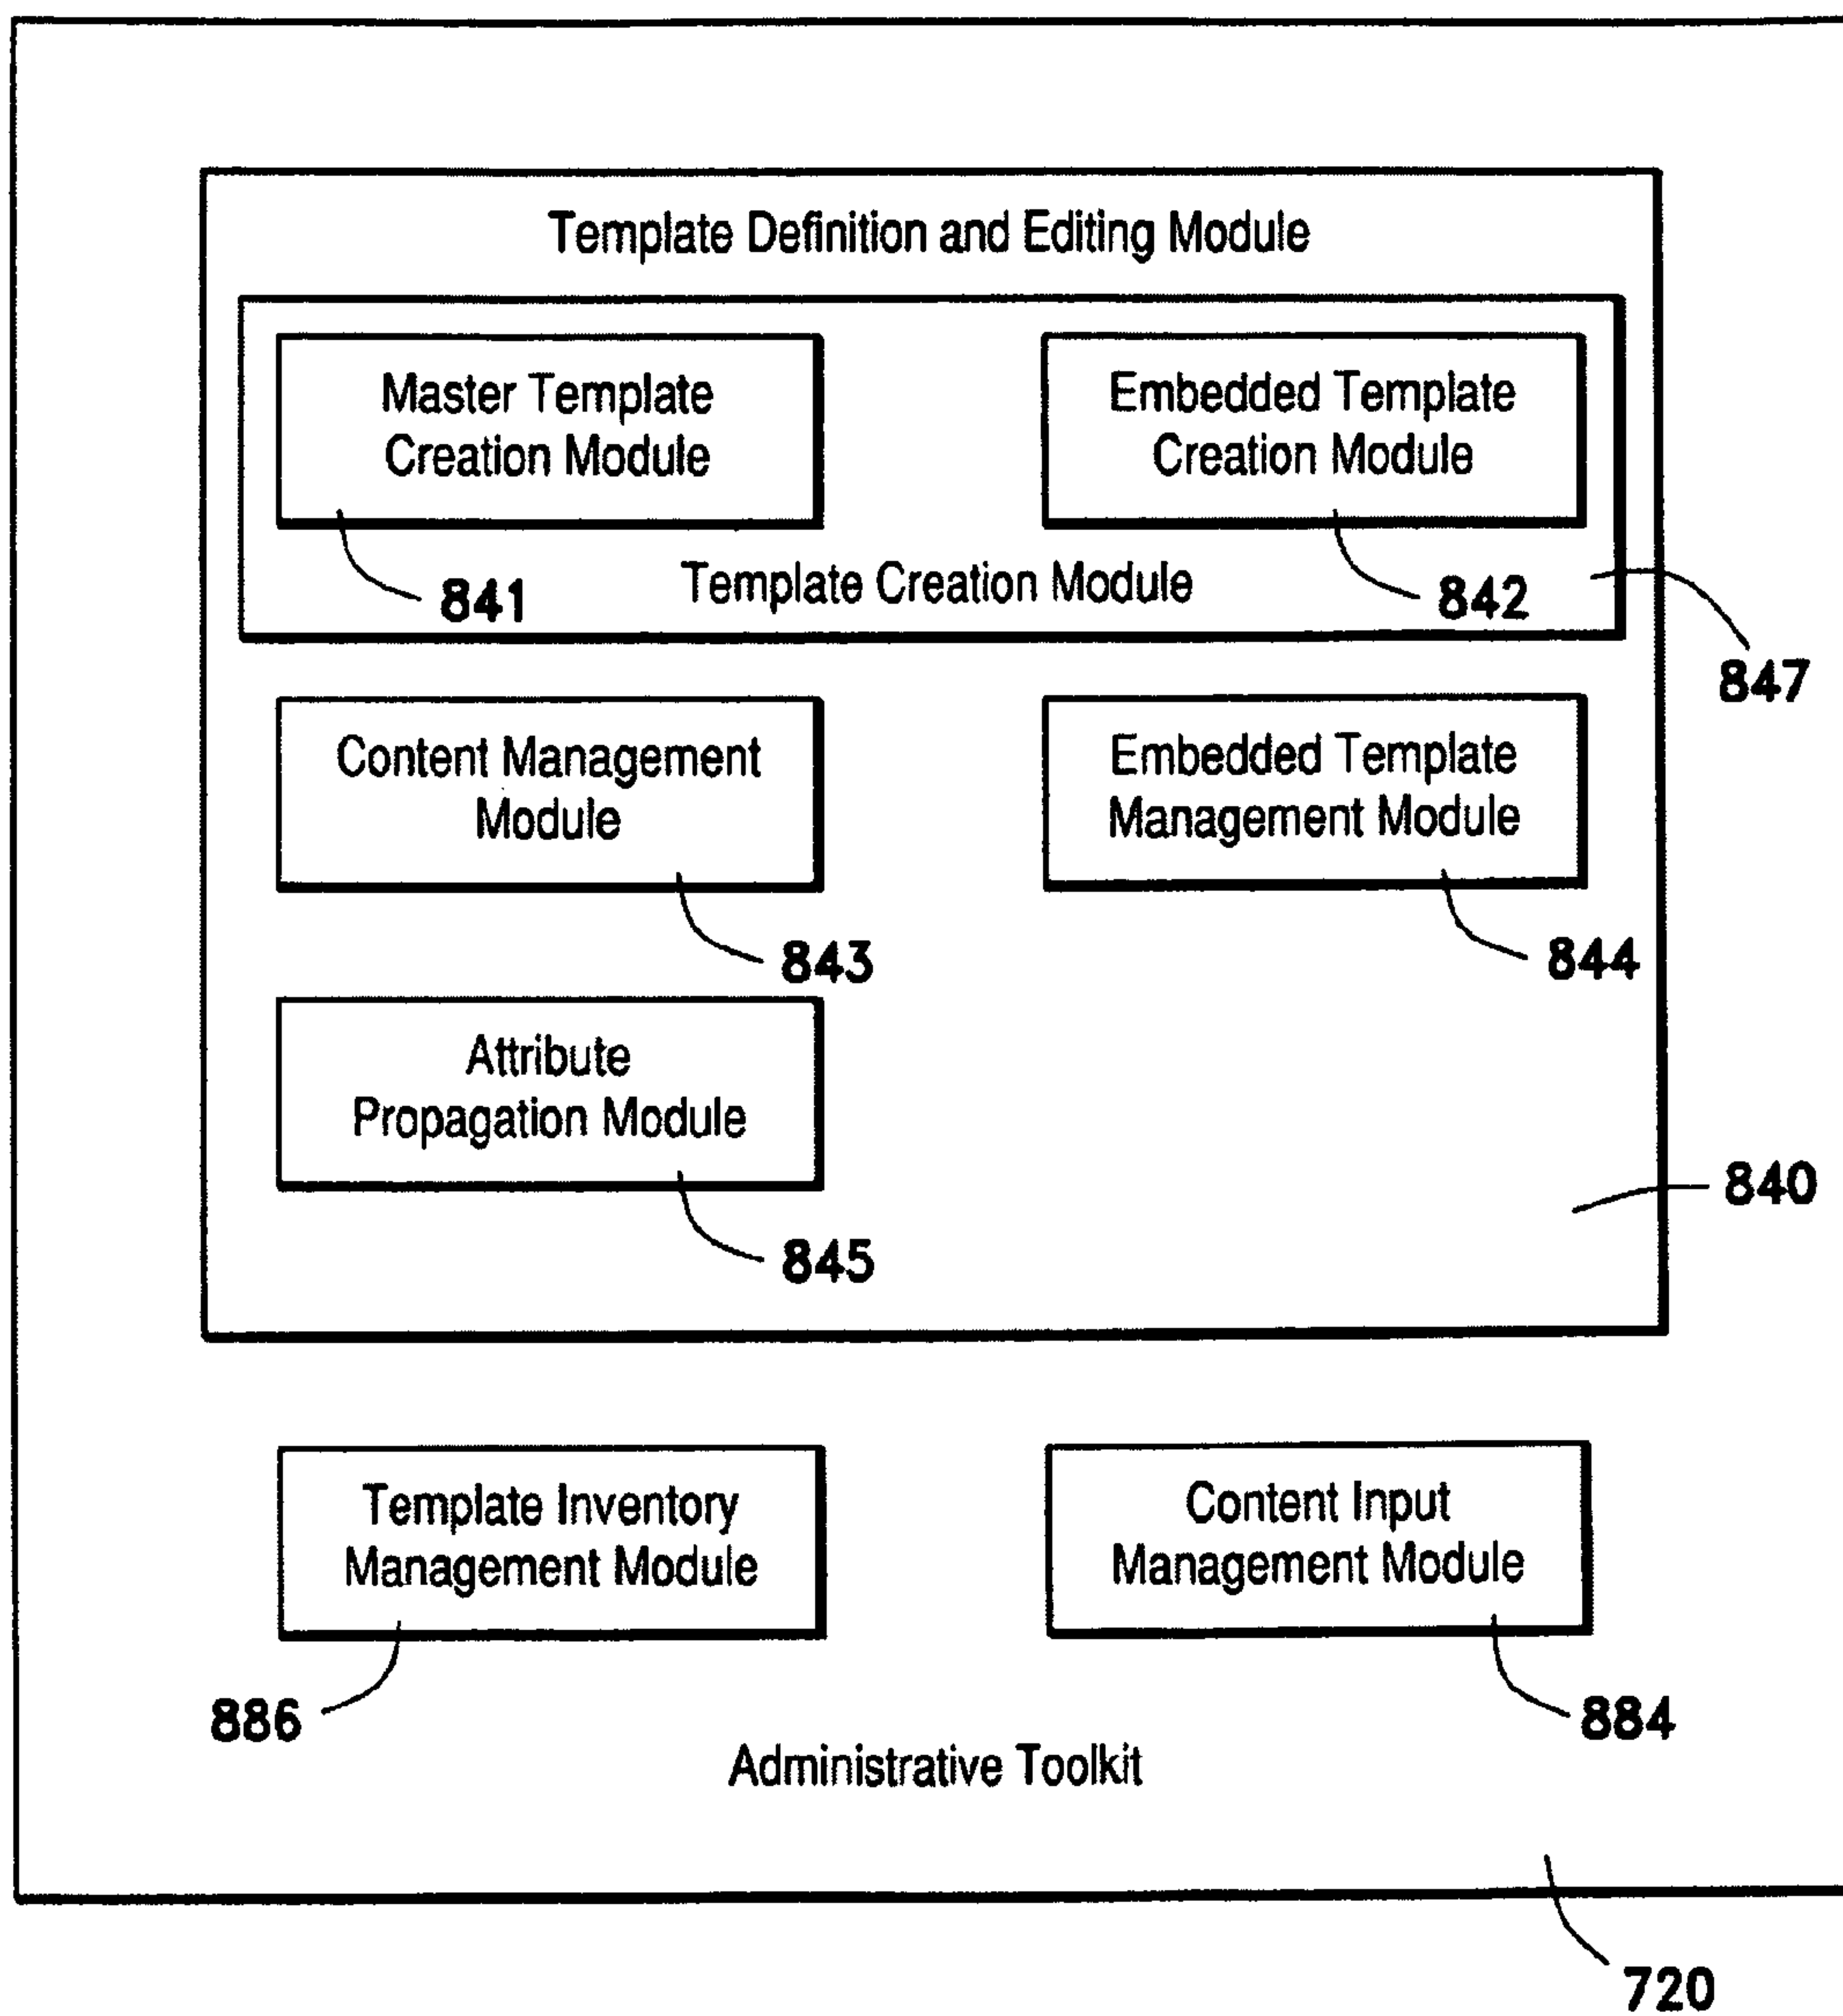 Template Definition and Editing Module
Master Template
Creation Module
Embedded Template
Creation Module
841
Template Creation Module
842
847
Content Management
Module
Embedded Template
Management Module
843
844
Attribute
Propagation Module
840
845
Template Inventory
Management Module
Content Input
Management Module
886
884
Administrative Toolkit
720